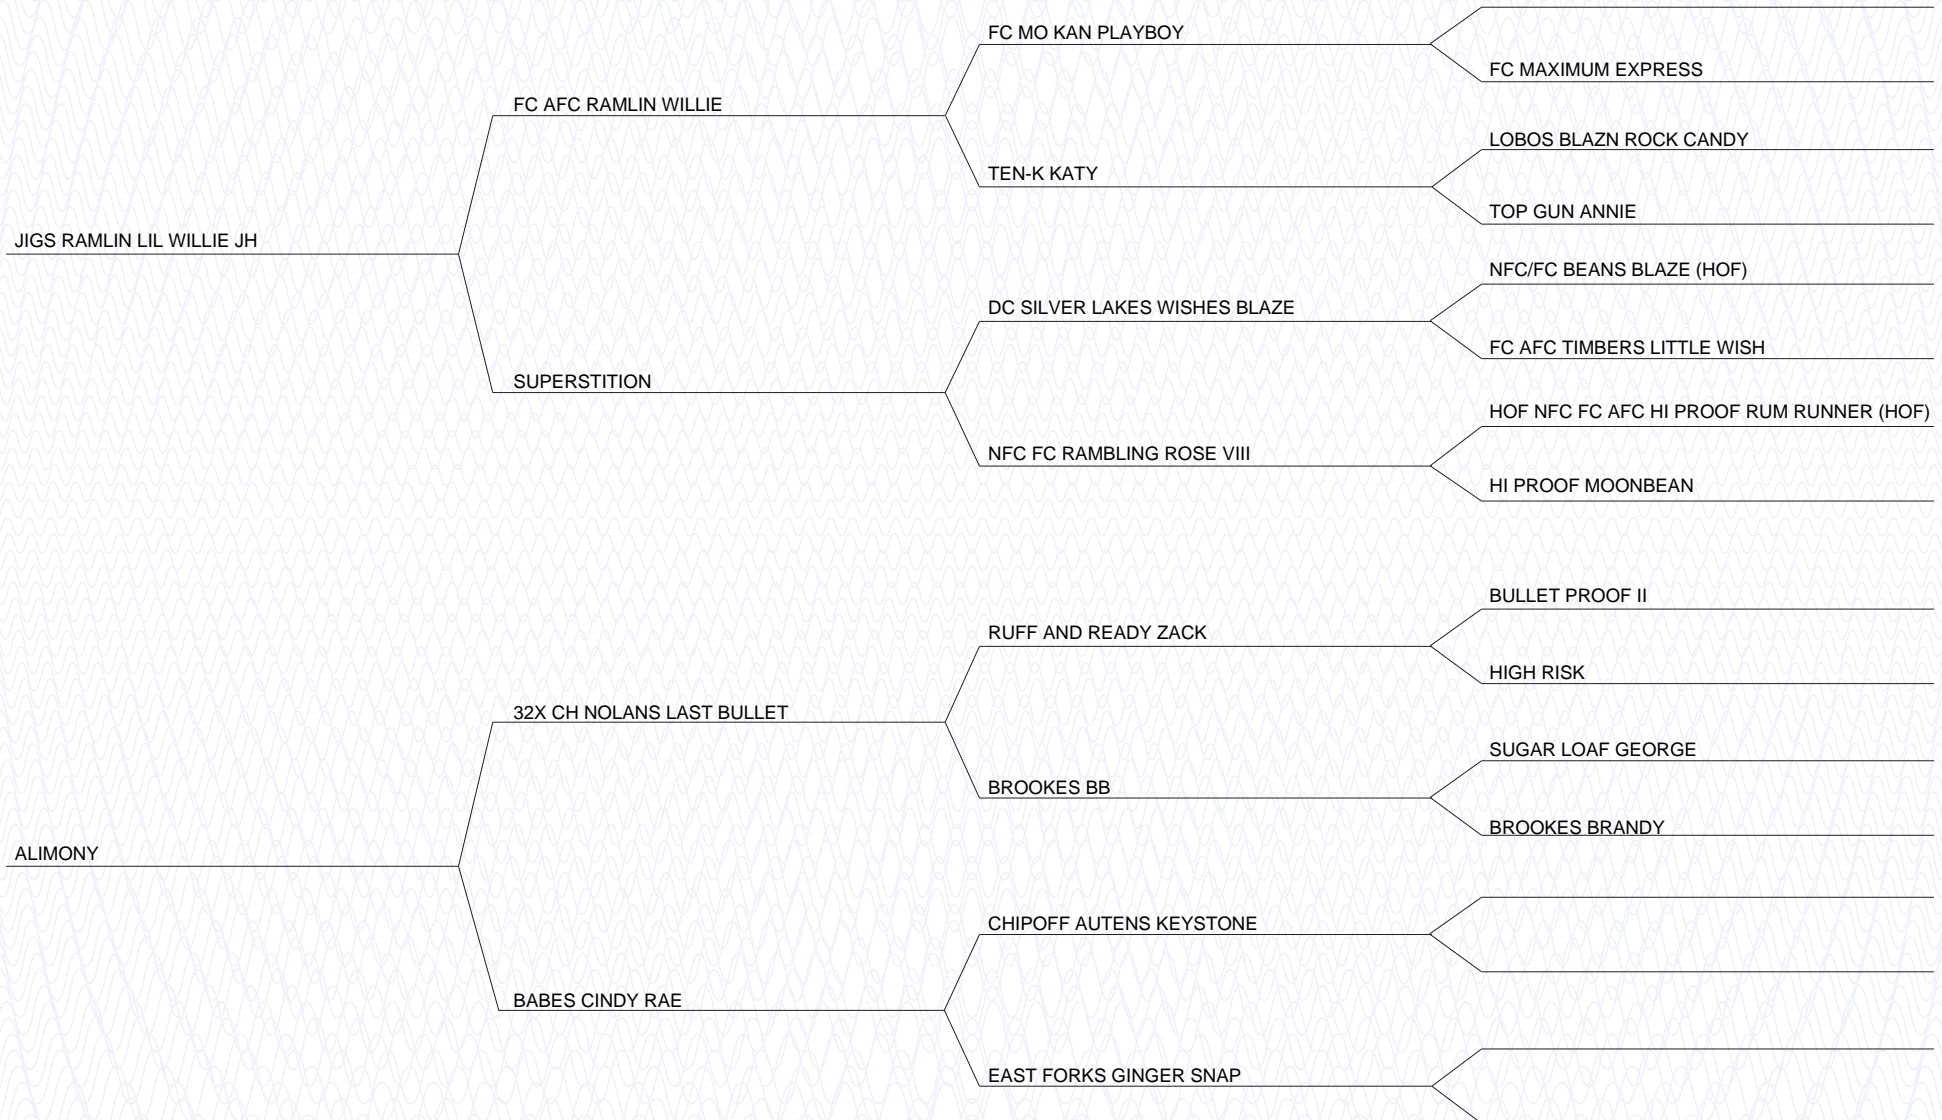 FC MO KAN PLAYBOY
FC MAXIMUM EXPRESS
FC AFC RAMLIN WILLIE
LOBOS BLAZN ROCK CANDY
TEN-K KATY
TOP GUN ANNIE
JIGS RAMLIN LIL WILLIE JH
NFC/FC BEANS BLAZE (HOF)
DC SILVER LAKES WISHES BLAZE
FC AFC TIMBERS LITTLE WISH
SUPERSTITION
HOF NFC FC AFC HI PROOF RUM RUNNER (HOF)
NFC FC RAMBLING ROSE VIII
HI PROOF MOONBEAN
BULLET PROOF II
RUFF AND READY ZACK
HIGH RISK
32X CH NOLANS LAST BULLET
SUGAR LOAF GEORGE
BROOKES BB
BROOKES BRANDY
ALIMONY
CHIPOFF AUTENS KEYSTONE
BABES CINDY RAE
EAST FORKS GINGER SNAP